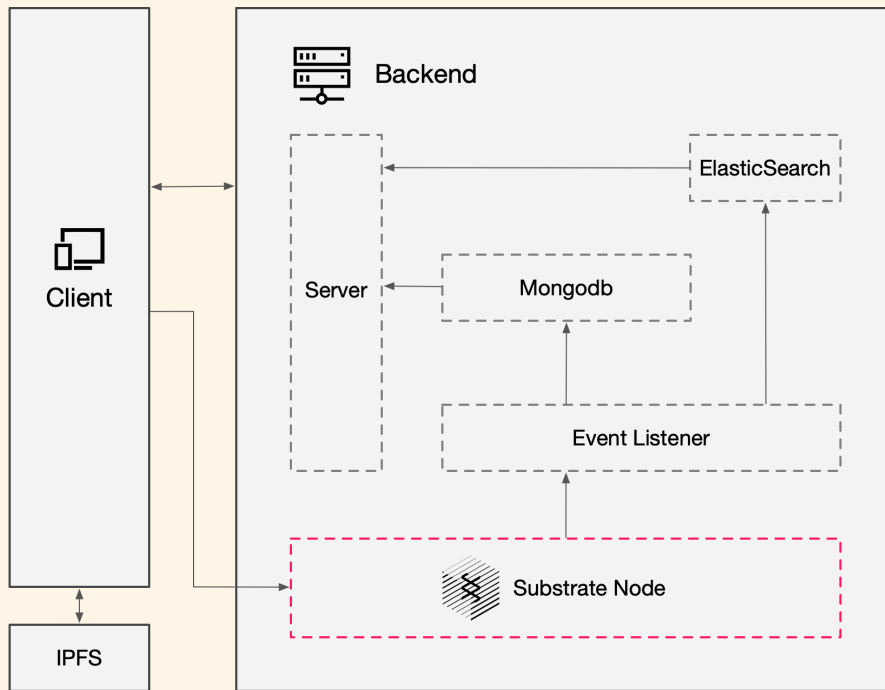 Backend
ElasticSearch
Client
Server
Mongodb
Event Listener
Substrate Node
IPFS